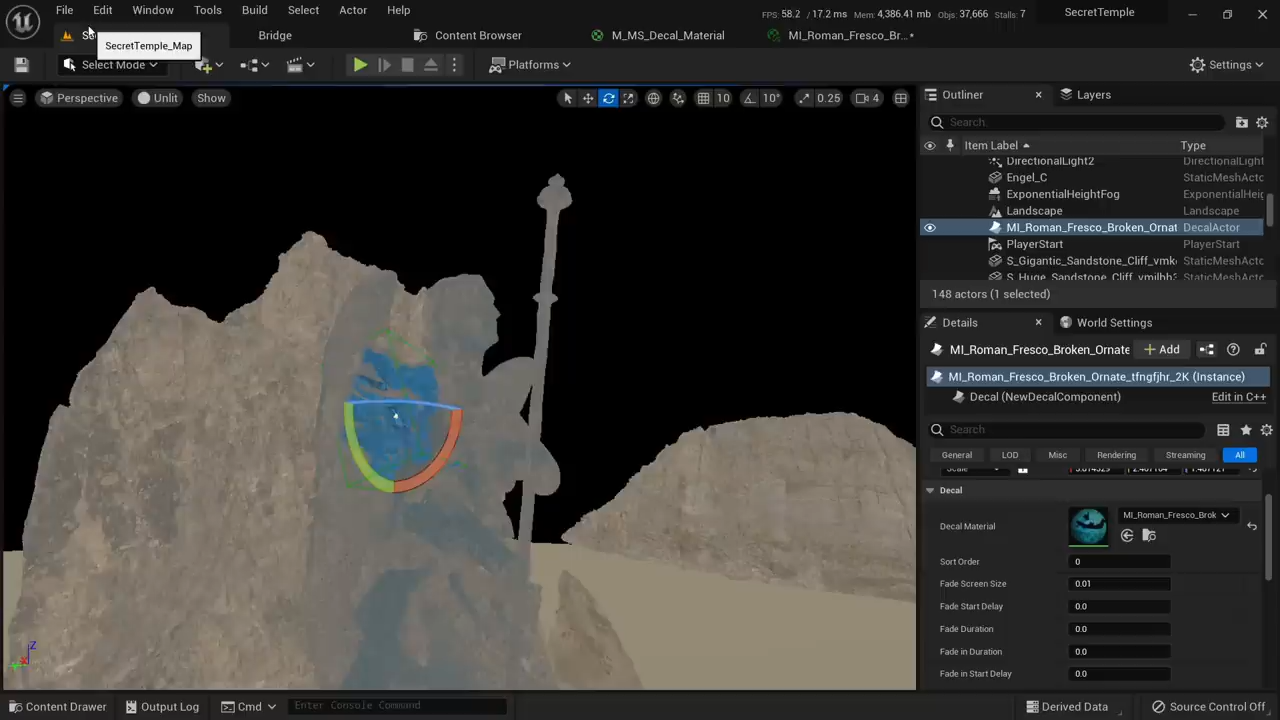 File Edit Window Tools Build Select Actor Help
FPS: 58.2 / 17.2 ms Mem: 4,386.41 mb Objs: 37,666 Stalls: 7 SecretTemple
Bridge Content Browser M_MS_Decal_Material MI_Roman_Fresco_Br...*
SecretTemple_Map
Select Mode Platforms Settings
Perspective Unlit Show 10 10° 0.25 4
Outliner Layers
Search...
Item Label Type
DirectionalLight2 DirectionalLight
Engel_C StaticMeshActo
ExponentialHeightFog ExponentialHeig
Landscape Landscape
MI_Roman_Fresco_Broken_Ornat DecalActor
PlayerStart PlayerStart
S_Gigantic_Sandstone_Cliff_vmk StaticMeshActo
148 actors (1 selected)
Details World Settings
MI_Roman_Fresco_Broken_Ornate Add
MI_Roman_Fresco_Broken_Ornate_tfngfjhr_2K (Instance)
Decal (NewDecalComponent) Edit in C++
Search
General LOD Misc Rendering Streaming All
Decal
Decal Material MI_Roman_Fresco_Brok
Sort Order 0
Fade Screen Size 0.01
Fade Start Delay 0.0
Fade Duration 0.0
Fade in Duration 0.0
Fade in Start Delay 0.0
Z
Content Drawer Output Log Cmd Enter Console Command Derived Data Source Control Off